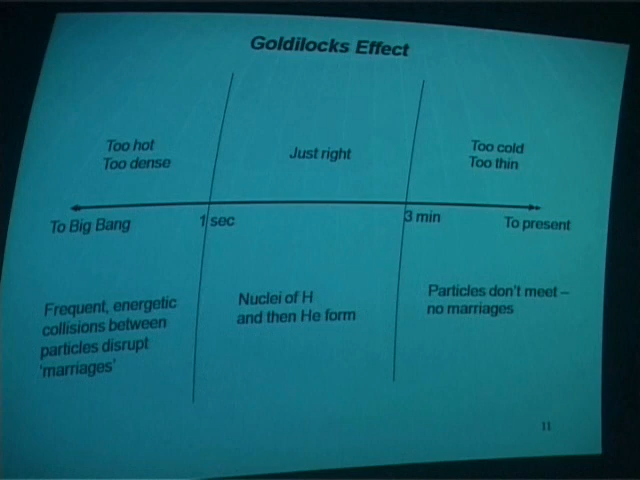 Goldilocks Effect
Too hot
Too dense
Just right
Too cold
Too thin
To Big Bang
1 sec
3 min
To present
Frequent, energetic
collisions between
particles disrupt
'marriages'
Nuclei of H
and then He form
Particles don't meet –
no marriages
11